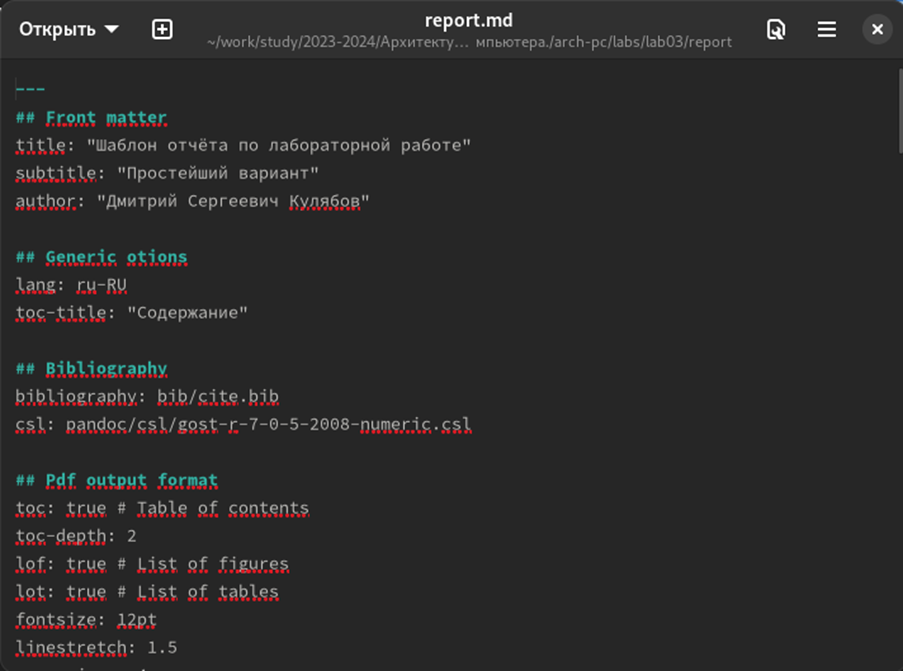 Открыть
report.md
~/work/study/2023-2024/Архитекту... мпьютера./arch-pc/labs/lab03/report
---
## Front matter
title: "Шаблон отчёта по лабораторной работе"
subtitle: "Простейший вариант"
author: "Дмитрий Сергеевич Кулябов"
## Generic otions
lang: ru-RU
toc-title: "Содержание"
## Bibliography
bibliography: bib/cite.bib
csl: pandoc/csl/gost-r-7-0-5-2008-numeric.csl
## Pdf output format
toc: true # Table of contents
toc-depth: 2
lof: true # List of figures
lot: true # List of tables
fontsize: 12pt
linestretch: 1.5